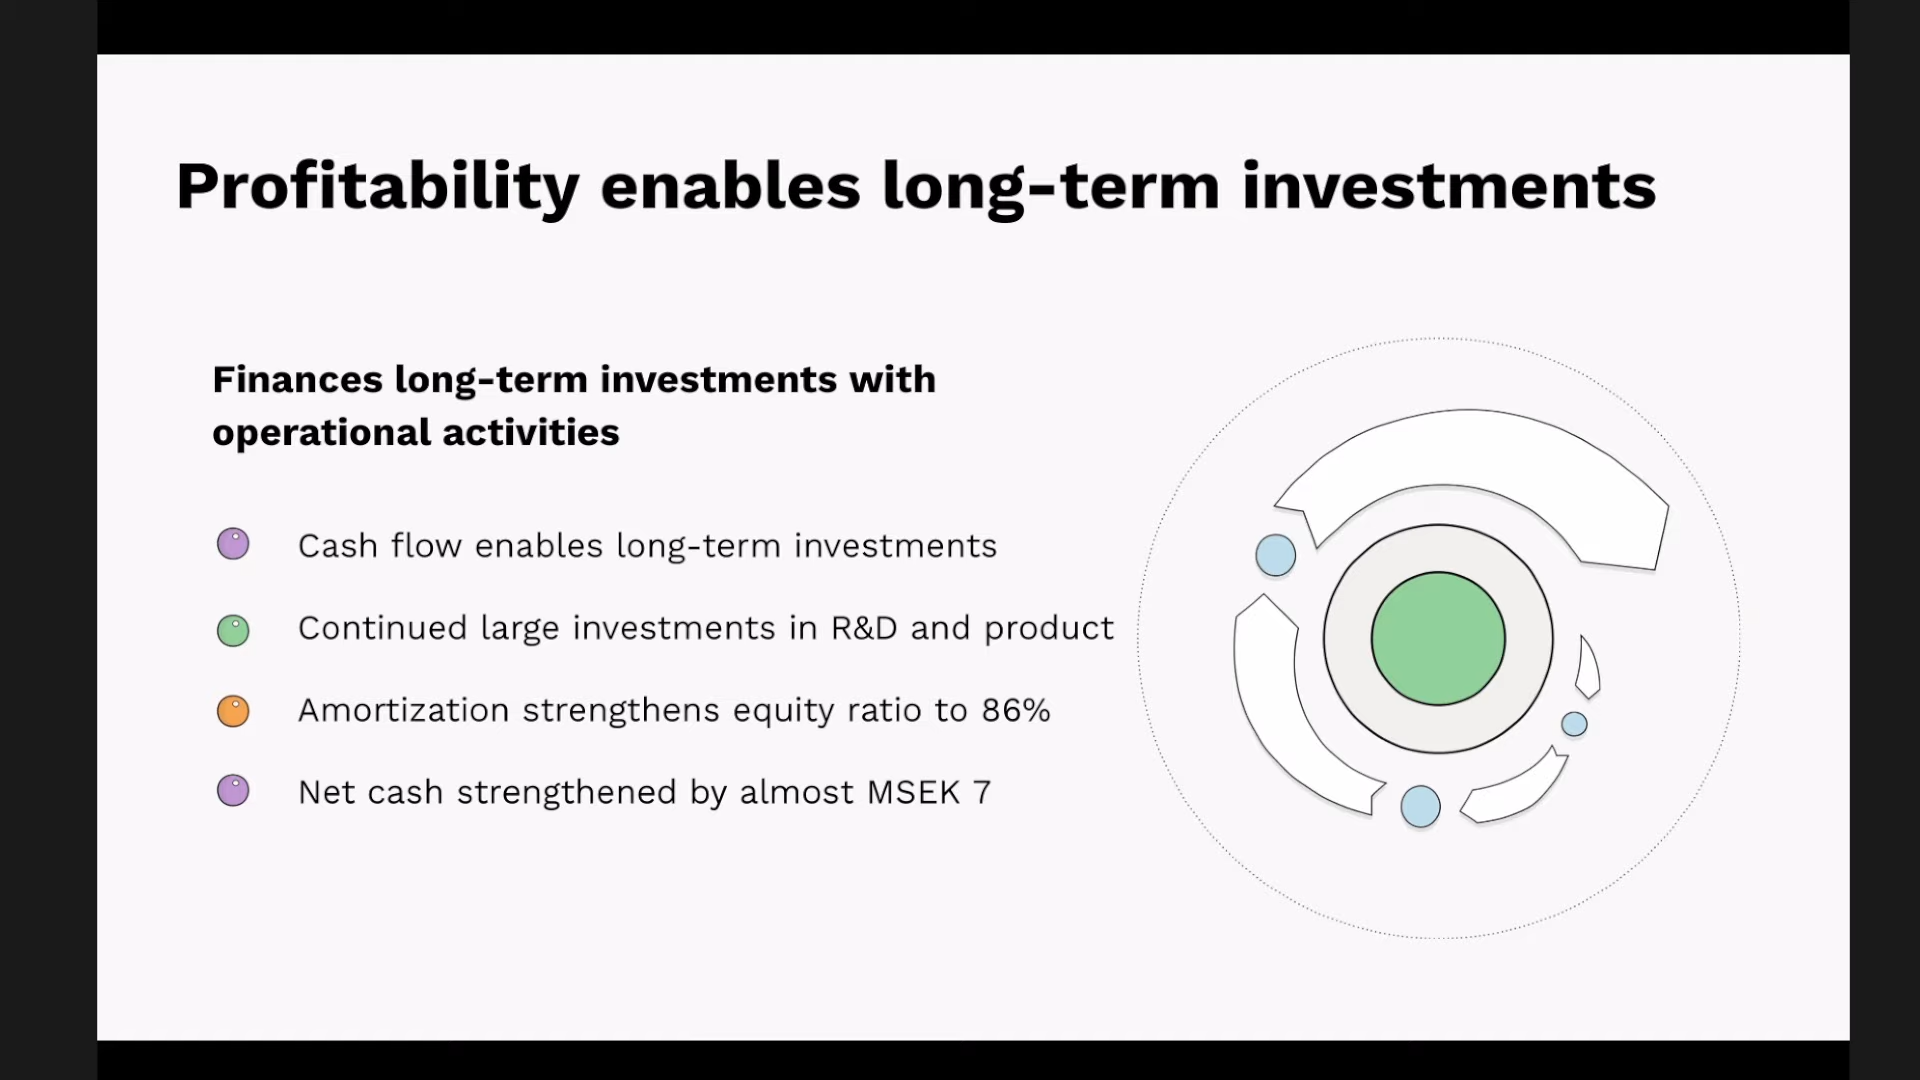 Profitability enables long-term investments
Finances long-term investments with
operational activities
Cash flow enables long-term investments
Continued large investments in R&D and product
Amortization strengthens equity ratio to 86%
Net cash strengthened by almost MSEK 7